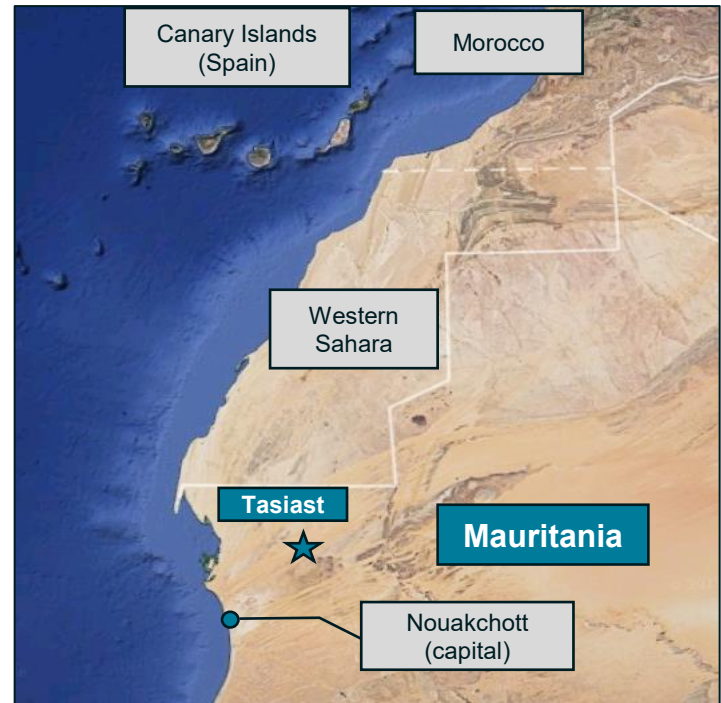 Canary Islands
(Spain)
Morocco
Western
Sahara
Tasiast
Mauritania
Nouakchott
(capital)